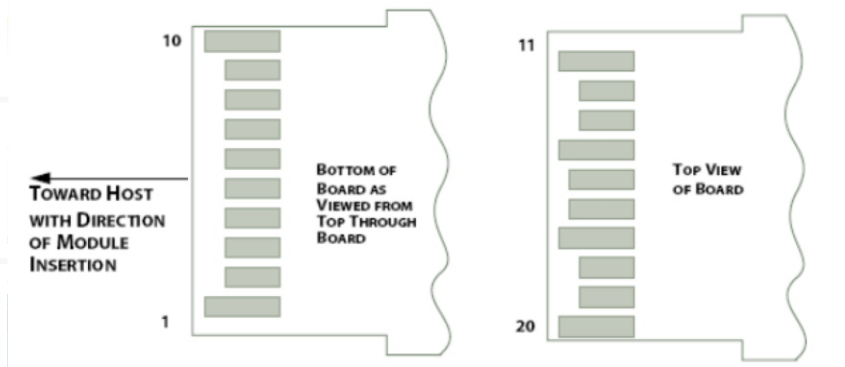 10
TOWARD HOST
WITH DIRECTION
OF MODULE
INSERTION
1
BOTTOM OF
BOARD AS
VIEWED FROM
TOP THROUGH
BOARD
11
TOP VIEW
OF BOARD
20